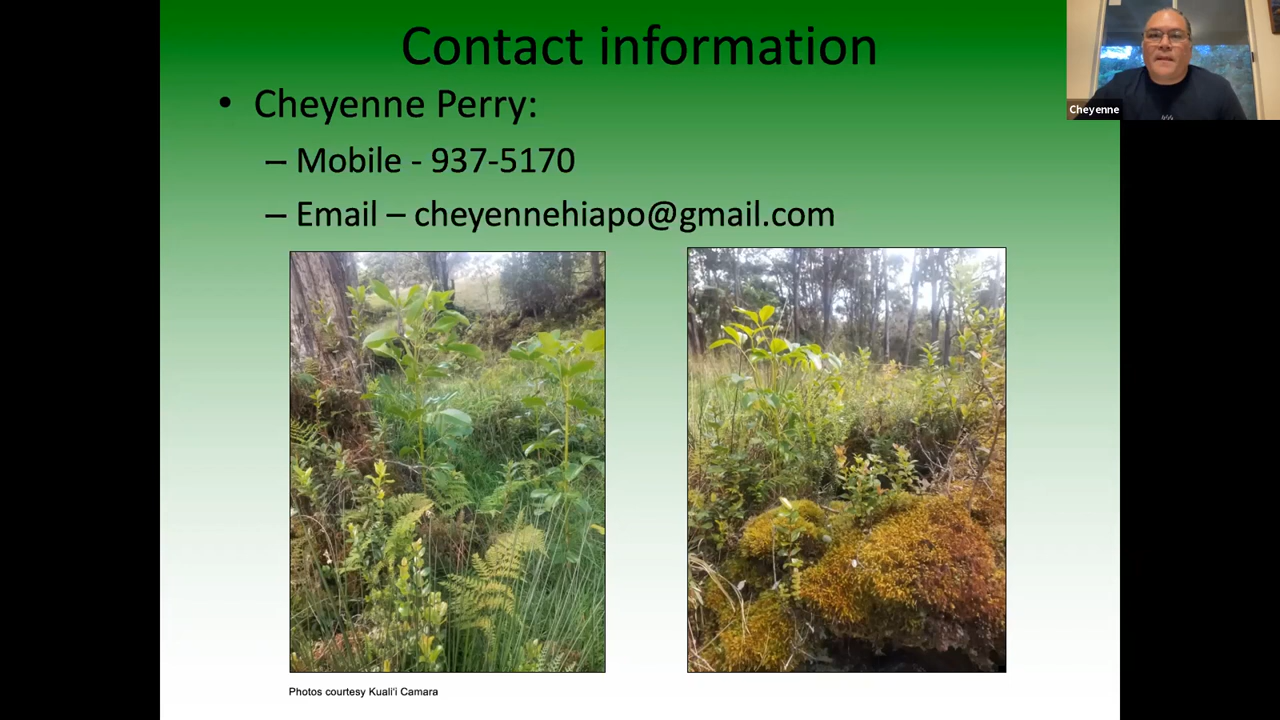 Contact information
• Cheyenne Perry:
– Mobile - 937-5170
– Email – cheyennehiapo@gmail.com
Cheyenne
Photos courtesy Kuali'i Camara